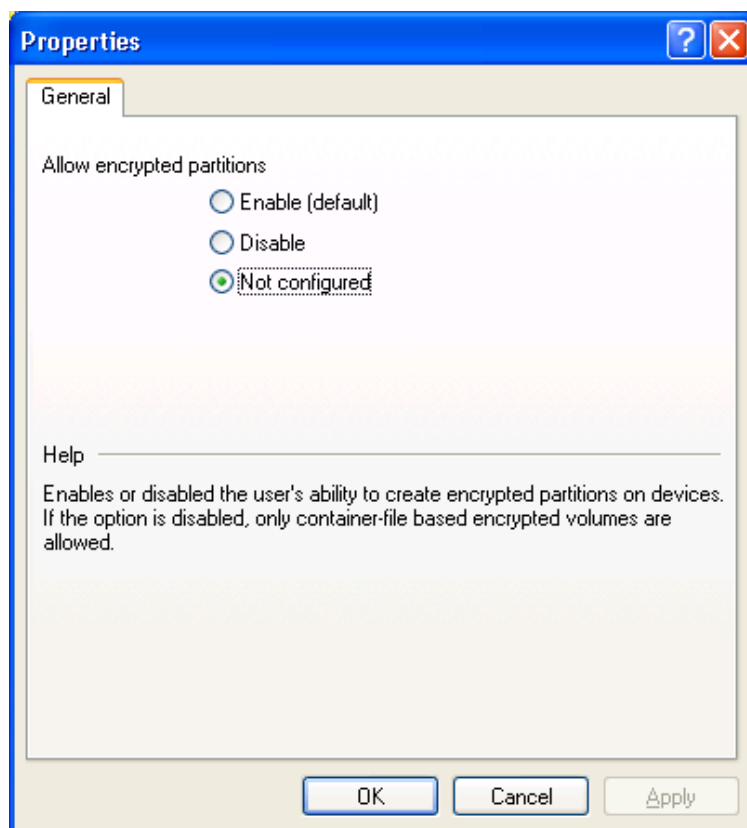 Properties
General
Allow encrypted partitions
Enable (default)
Disable
Not configured
Help
Enables or disabled the user's ability to create encrypted partitions on devices.
If the option is disabled, only container-file based encrypted volumes are
allowed.
OK
Cancel
Apply